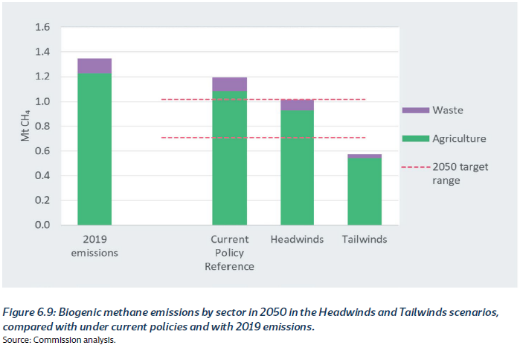 1.6
1.4
1.2
1.0
0.8
0.6
0.4
0.2
0.0
Mt CH₄
2019
emissions
Current
Policy
Reference
Headwinds
Tailwinds
Waste
Agriculture
2050 target
range
Figure 6.9: Biogenic methane emissions by sector in 2050 in the Headwinds and Tailwinds scenarios,
compared with under current policies and with 2019 emissions.
Source: Commission analysis.